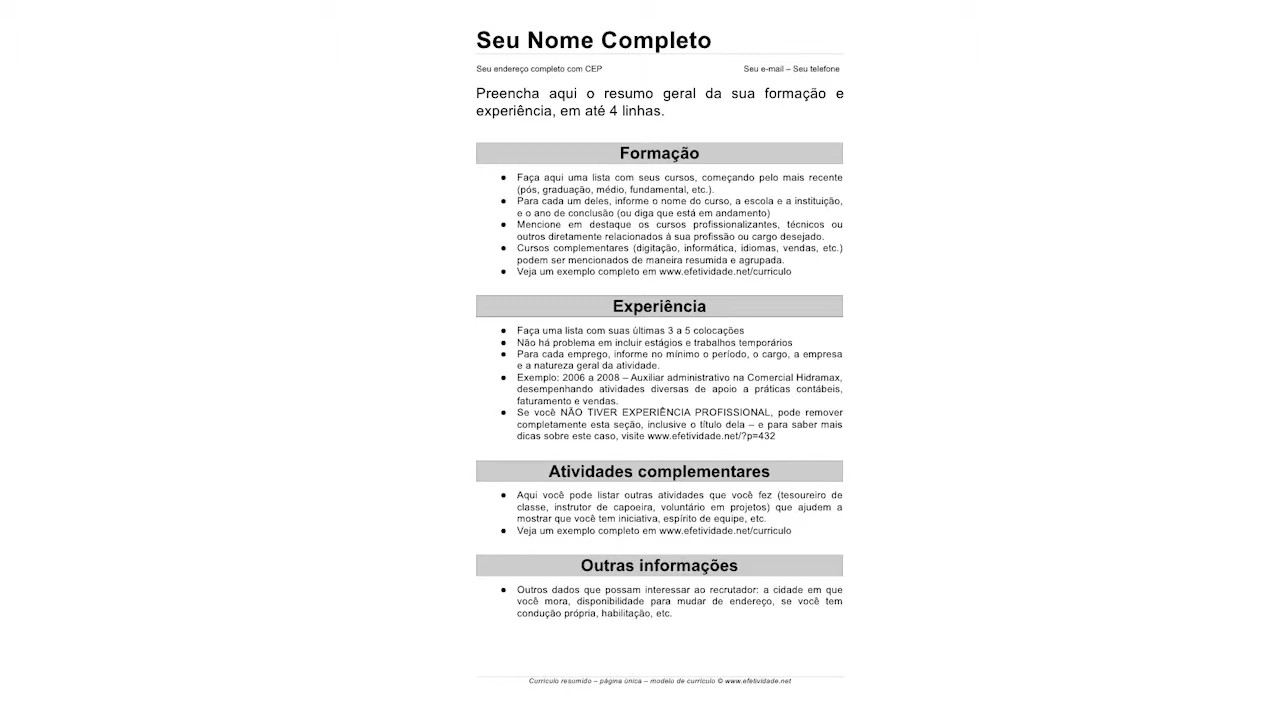 Seu Nome Completo
Seu endereço completo com CEP Seu e-mail – Seu telefone
Preencha aqui o resumo geral da sua formação e
experiência, em até 4 linhas.
Formação
● Faça aqui uma lista com seus cursos, começando pelo mais recente
(pós, graduação, médio, fundamental, etc.).
● Para cada um deles, informe o nome do curso, a escola e a instituição,
e o ano de conclusão (ou diga que está em andamento)
● Mencione em destaque os cursos profissionalizantes, técnicos ou
outros diretamente relacionados à sua profissão ou cargo desejado.
● Cursos complementares (digitação, informática, idiomas, vendas, etc.)
podem ser mencionados de maneira resumida e agrupada.
● Veja um exemplo completo em www.efetividade.net/curriculo
Experiência
● Faça uma lista com suas últimas 3 a 5 colocações
● Não há problema em incluir estágios e trabalhos temporários
● Para cada emprego, informe no mínimo o período, o cargo, a empresa
e a natureza geral da atividade.
● Exemplo: 2006 a 2008 – Auxiliar administrativo na Comercial Hidramax,
desempenhando atividades diversas de apoio a práticas contábeis,
faturamento e vendas.
● Se você NÃO TIVER EXPERIÊNCIA PROFISSIONAL, pode remover
completamente esta seção, inclusive o título dela – e para saber mais
dicas sobre este caso, visite www.efetividade.net/?p=432
Atividades complementares
● Aqui você pode listar outras atividades que você fez (tesoureiro de
classe, instrutor de capoeira, voluntário em projetos) que ajudem a
mostrar que você tem iniciativa, espírito de equipe, etc.
● Veja um exemplo completo em www.efetividade.net/curriculo
Outras informações
● Outros dados que possam interessar ao recrutador: a cidade em que
você mora, disponibilidade para mudar de endereço, se você tem
condução própria, habilitação, etc.
Currículo resumido – página única – modelo de currículo © www.efetividade.net